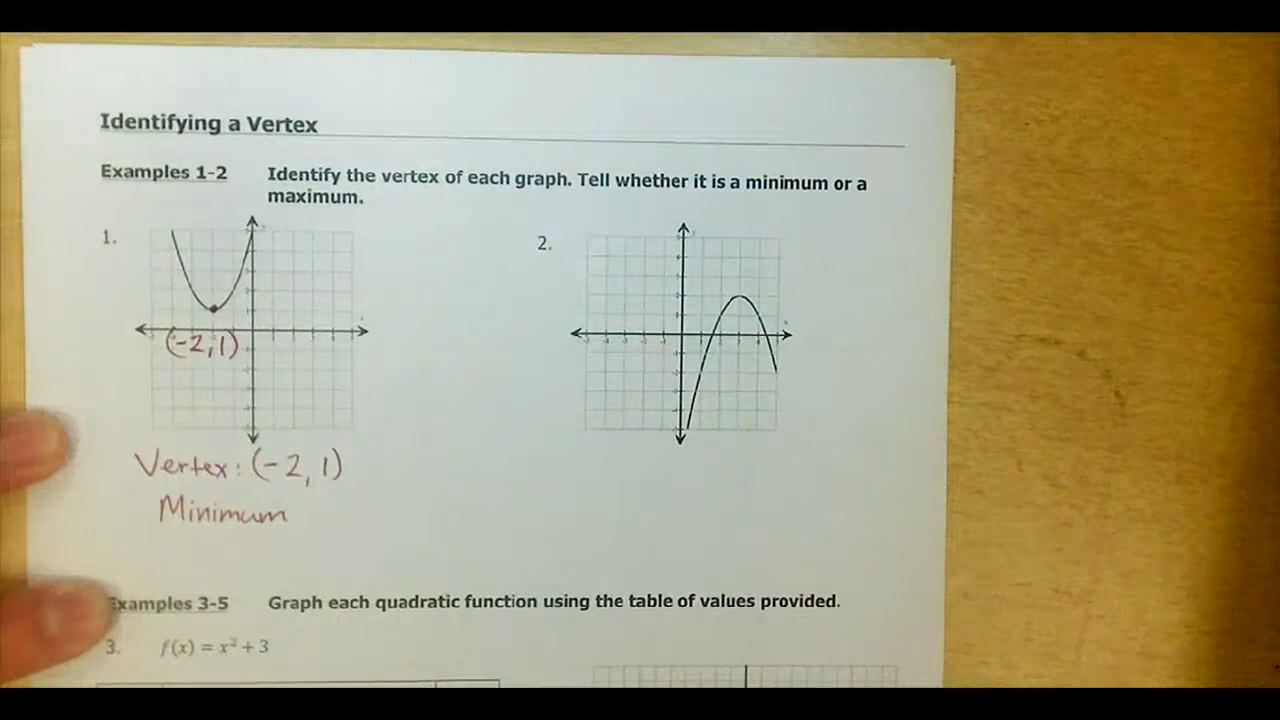 Identifying a Vertex
Examples 1-2 Identify the vertex of each graph. Tell whether it is a minimum or a
maximum.
1.
2.
(-2,1)
Vertex: (-2, 1)
Minimum
Examples 3-5 Graph each quadratic function using the table of values provided.
3. f(x) = x² + 3